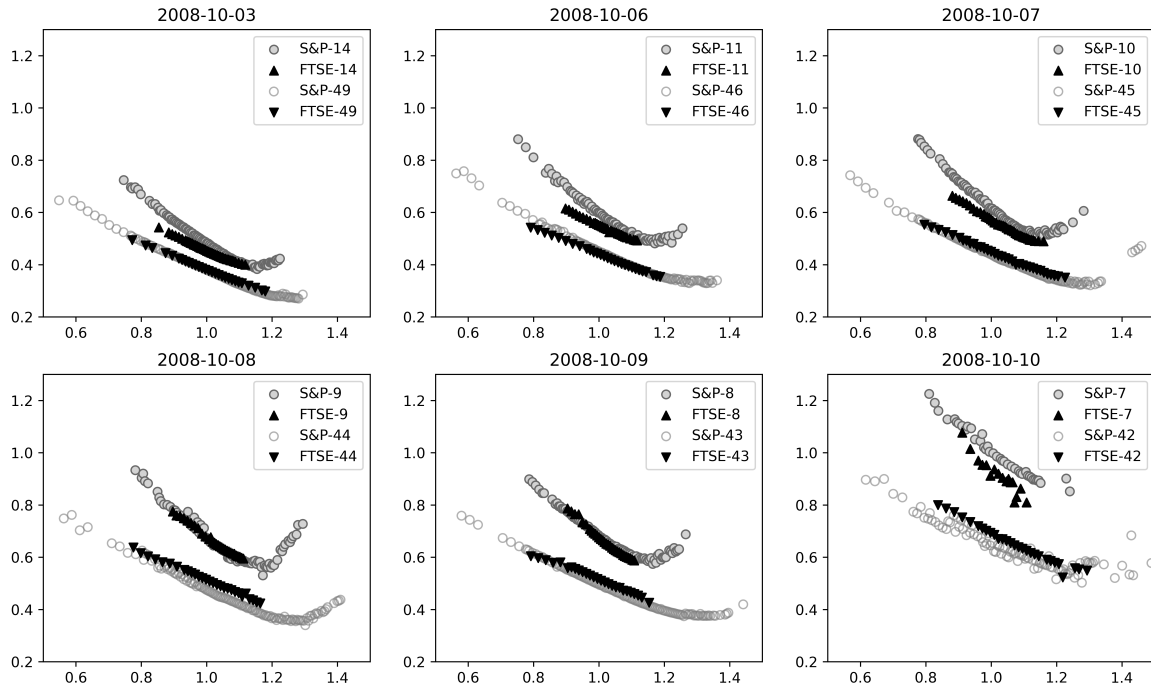 2008-10-03
S&P-14
FTSE-14
S&P-49
FTSE-49
1.2
1.0
0.8
0.6
0.4
0.2
0.6 0.8 1.0 1.2 1.4
2008-10-06
S&P-11
FTSE-11
S&P-46
FTSE-46
1.2
1.0
0.8
0.6
0.4
0.2
0.6 0.8 1.0 1.2 1.4
2008-10-07
S&P-10
FTSE-10
S&P-45
FTSE-45
1.2
1.0
0.8
0.6
0.4
0.2
0.6 0.8 1.0 1.2 1.4
2008-10-08
S&P-9
FTSE-9
S&P-44
FTSE-44
1.2
1.0
0.8
0.6
0.4
0.2
0.6 0.8 1.0 1.2 1.4
2008-10-09
S&P-8
FTSE-8
S&P-43
FTSE-43
1.2
1.0
0.8
0.6
0.4
0.2
0.6 0.8 1.0 1.2 1.4
2008-10-10
S&P-7
FTSE-7
S&P-42
FTSE-42
1.2
1.0
0.8
0.6
0.4
0.2
0.6 0.8 1.0 1.2 1.4